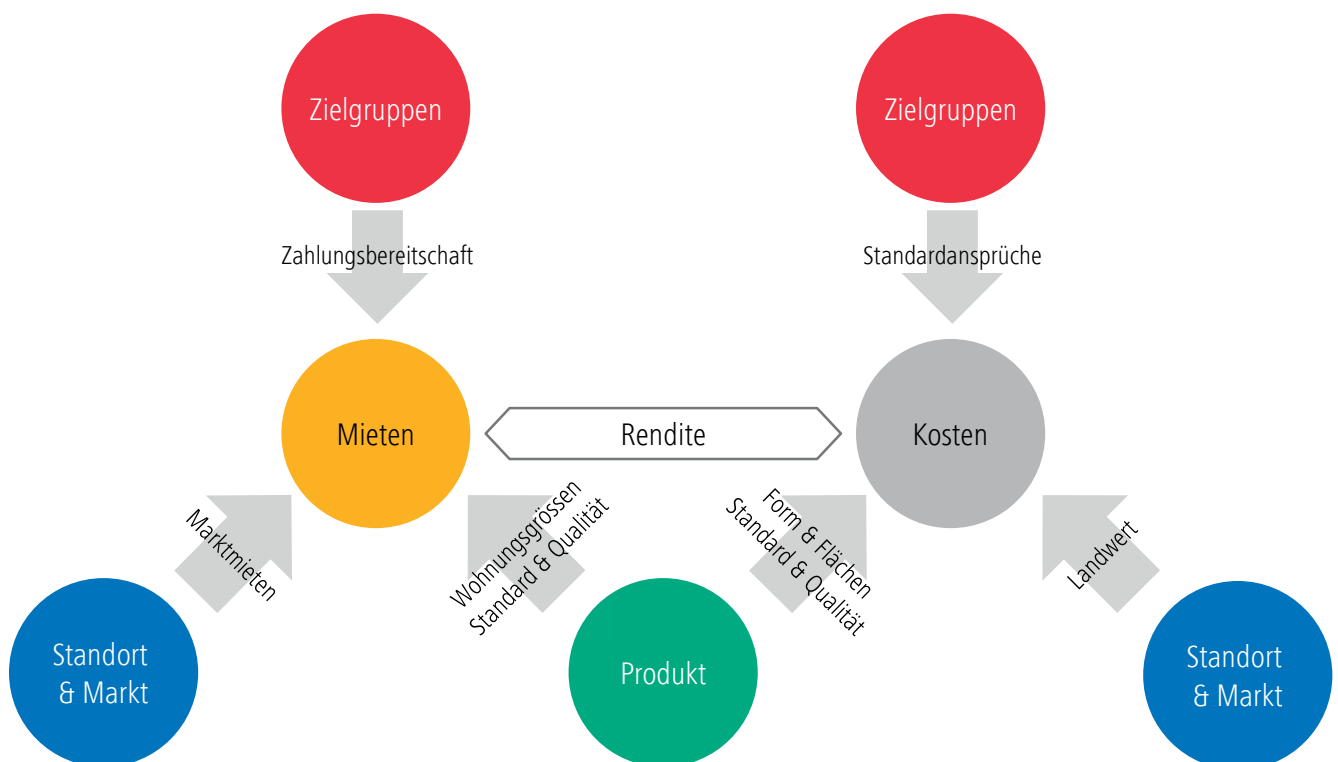 Zielgruppen
Zielgruppen
Zahlungsbereitschaft
Standardansprüche
Mieten
Rendite
Kosten
Marktmieten
Wohnungsgrössen
Standard & Qualität
Form & Flächen
Standard & Qualität
Landwert
Standort
& Markt
Produkt
Standort
& Markt